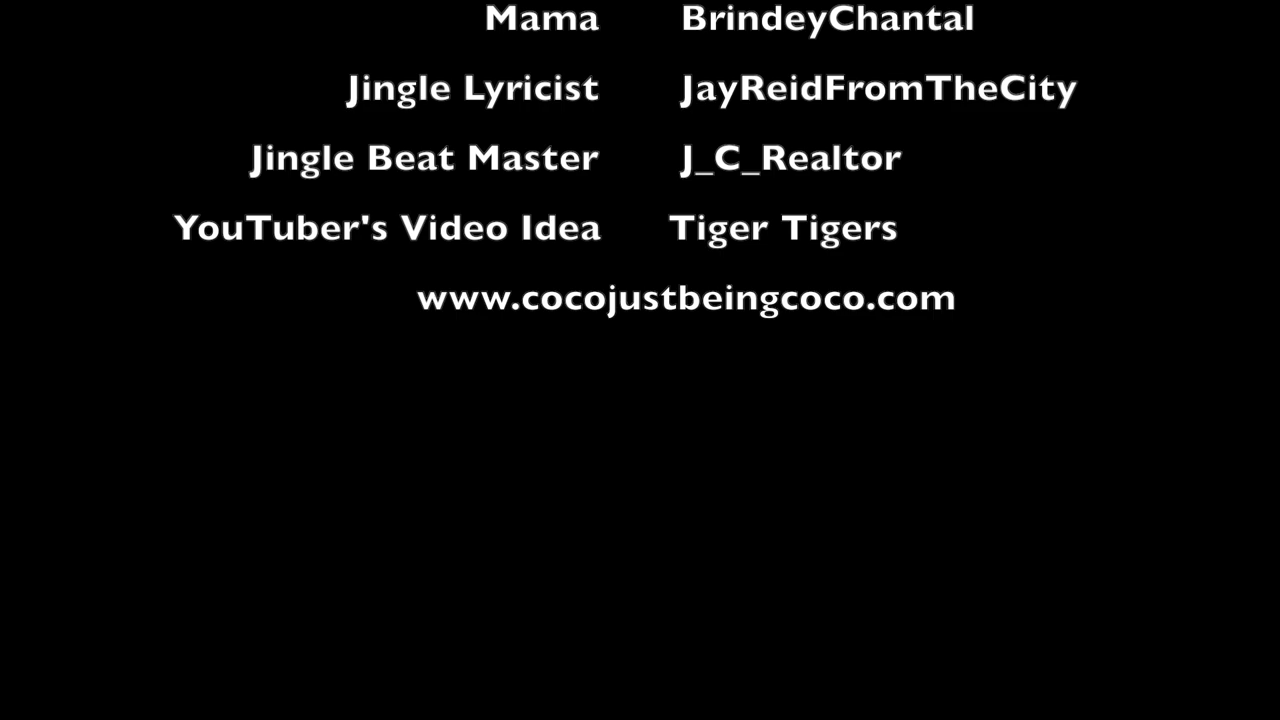 Mama BrindeyChantal
Jingle Lyricist JayReidFromTheCity
Jingle Beat Master J_C_Realtor
YouTuber's Video Idea Tiger Tigers
www.cocojustbeingcoco.com